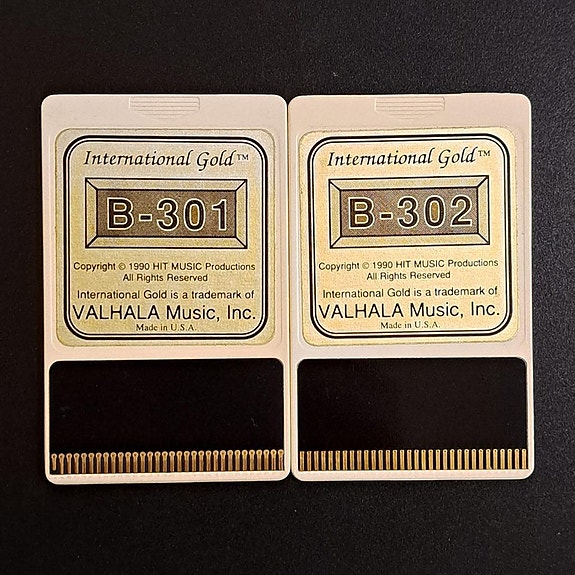 International Gold™
B-301
Copyright © 1990 HIT MUSIC Productions
All Rights Reserved
International Gold is a trademark of
VALHALA Music, Inc.
Made in U.S.A.
International Gold™
B-302
Copyright © 1990 HIT MUSIC Productions
All Rights Reserved
International Gold is a trademark of
VALHALA Music, Inc.
Made in U.S.A.